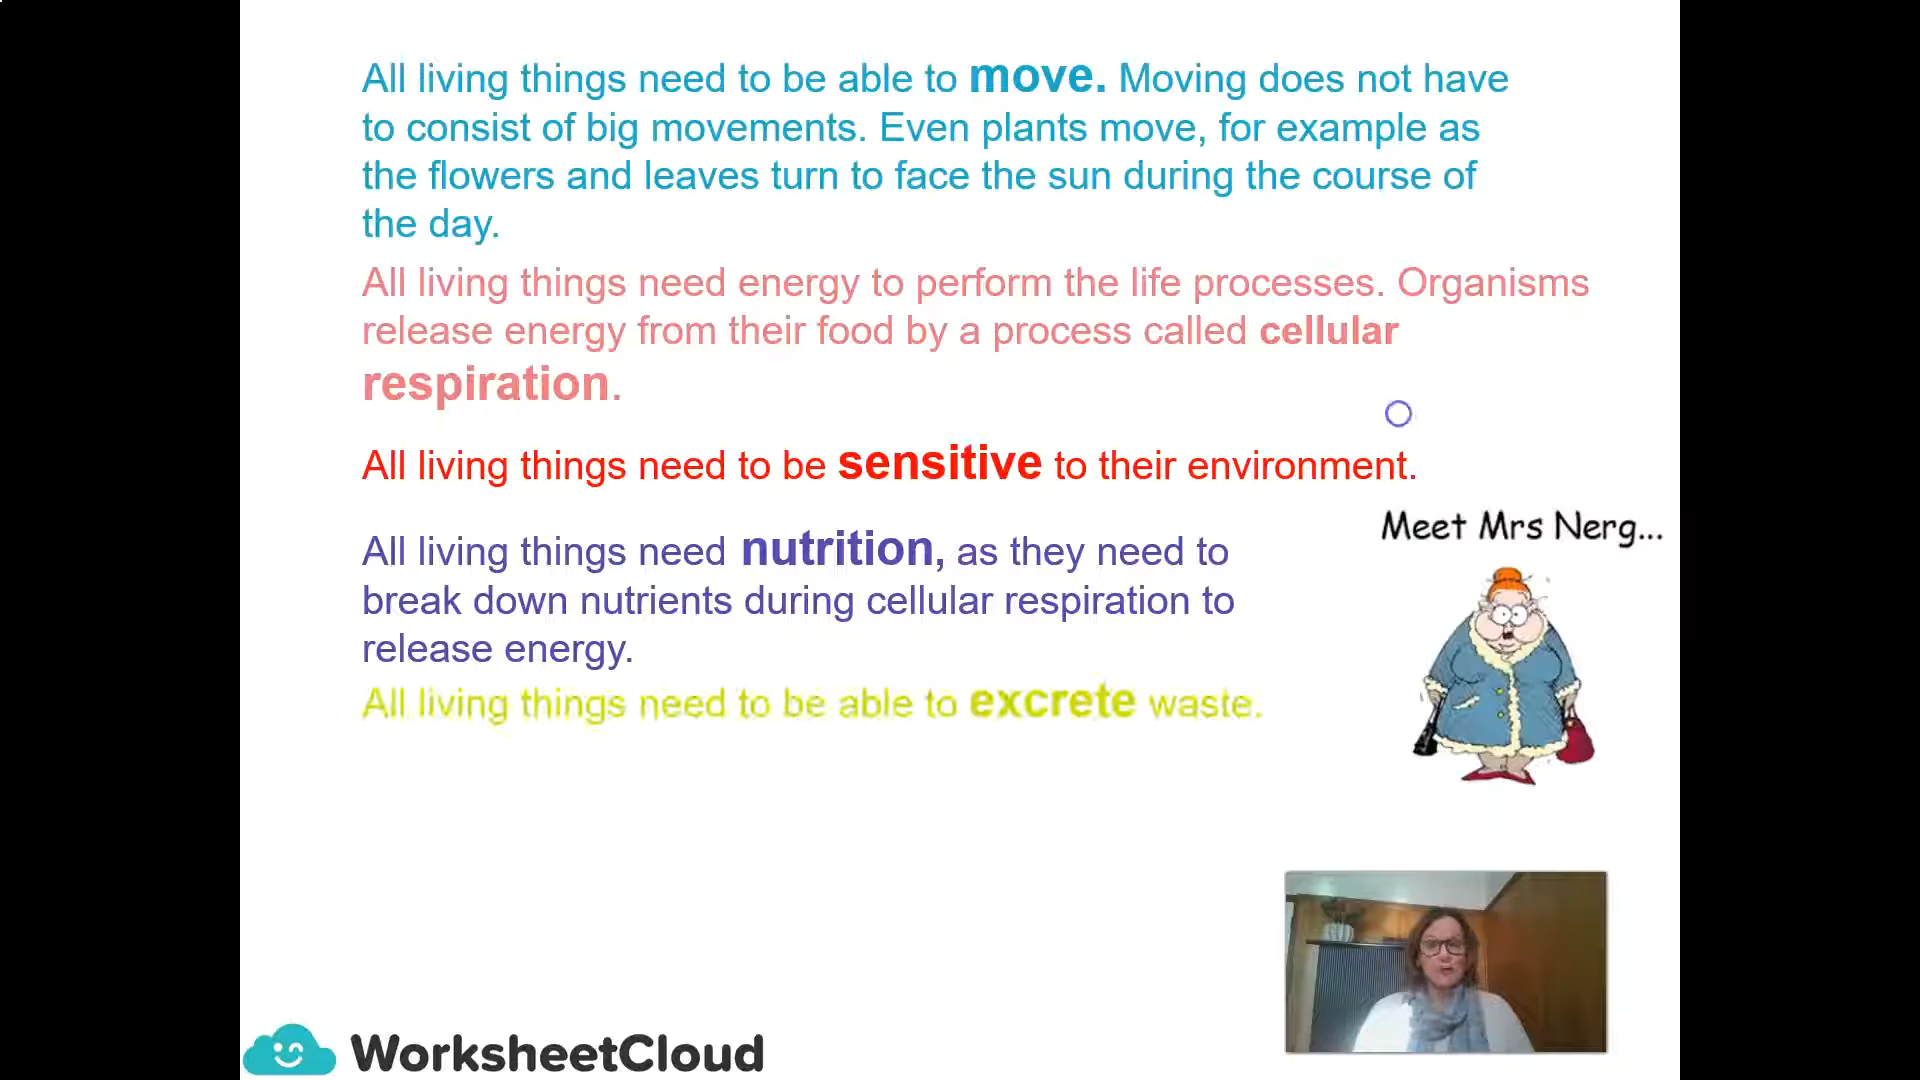 All living things need to be able to move. Moving does not have
to consist of big movements. Even plants move, for example as
the flowers and leaves turn to face the sun during the course of
the day.
All living things need energy to perform the life processes. Organisms
release energy from their food by a process called cellular
respiration.
All living things need to be sensitive to their environment.
Meet Mrs Nerg...
All living things need nutrition, as they need to
break down nutrients during cellular respiration to
release energy.
All living things need to be able to excrete waste.
WorksheetCloud